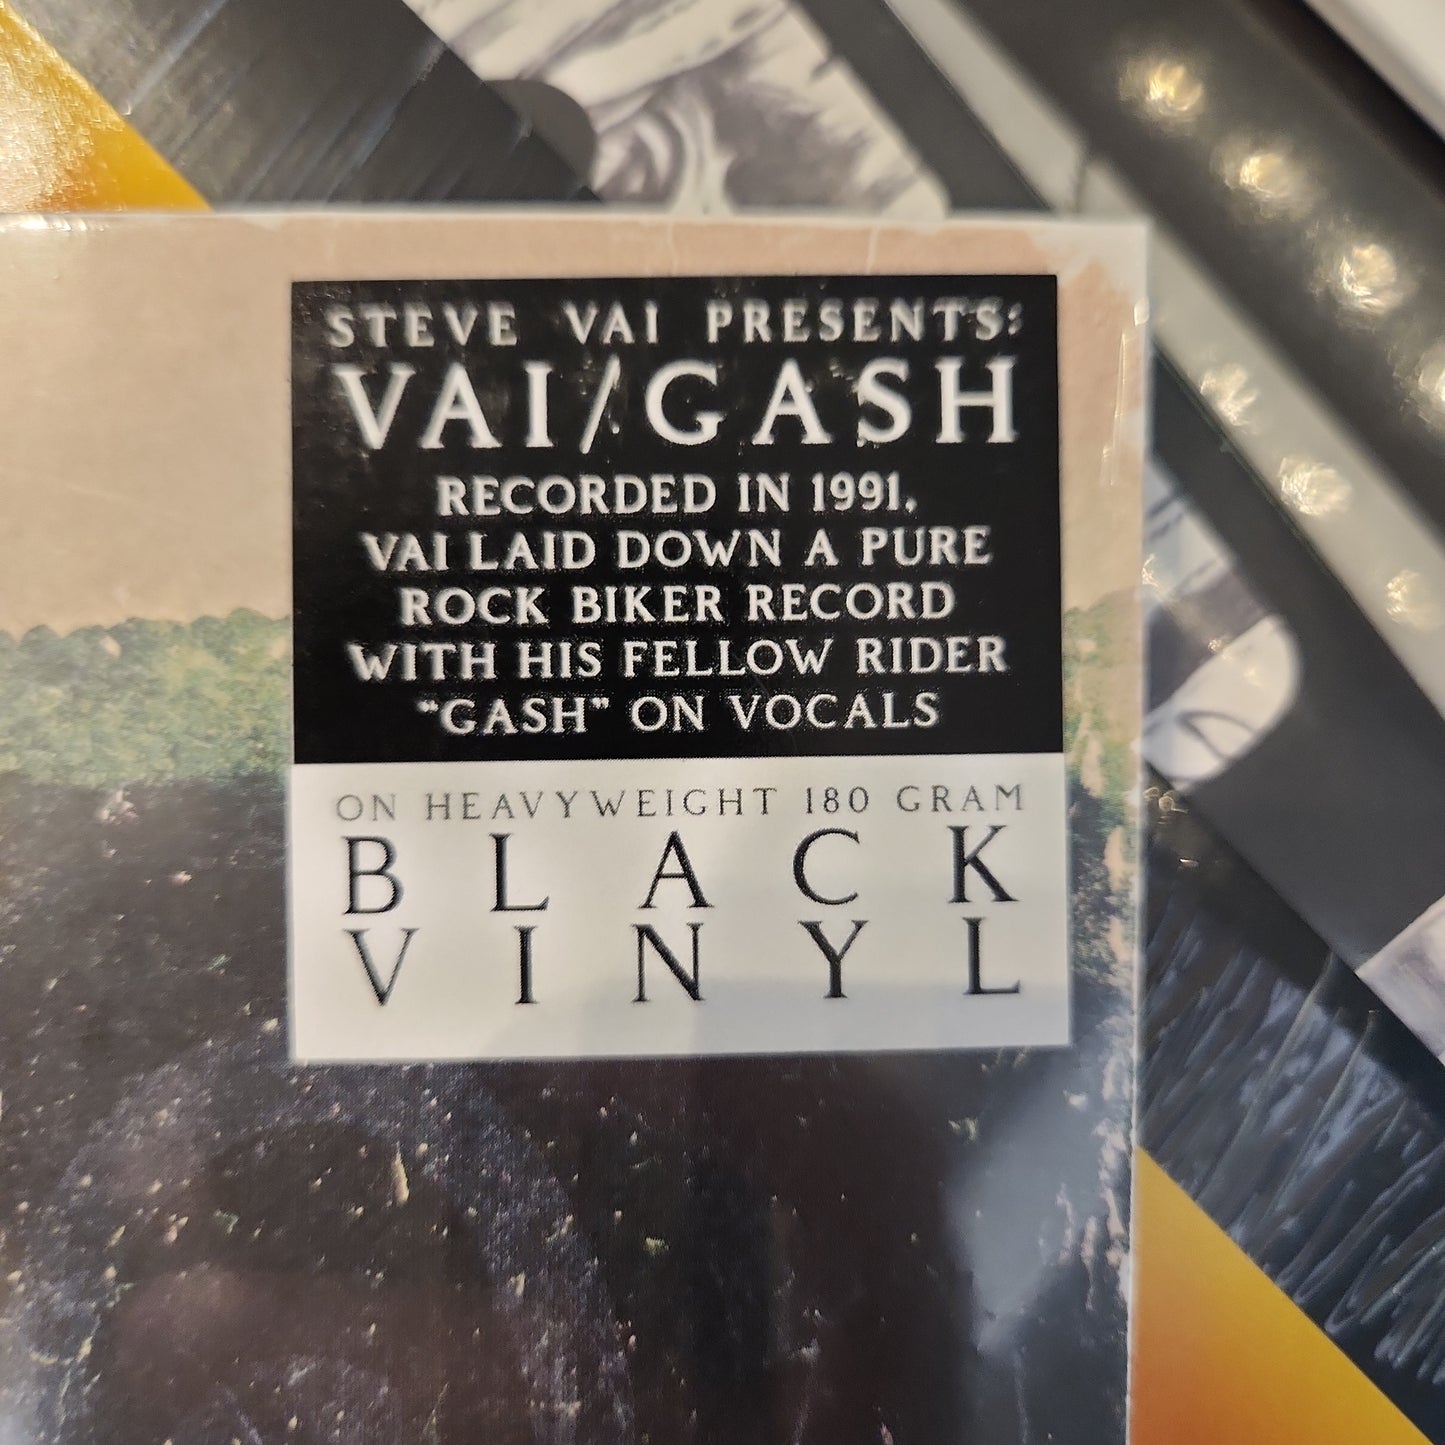 STEVE VAI PRESENTS:
VAI/GASH
RECORDED IN 1991,
VAI LAID DOWN A PURE
ROCK BIKER RECORD
WITH HIS FELLOW RIDER
"GASH" ON VOCALS
ON HEAVYWEIGHT 180 GRAM
BLACK
VINYL